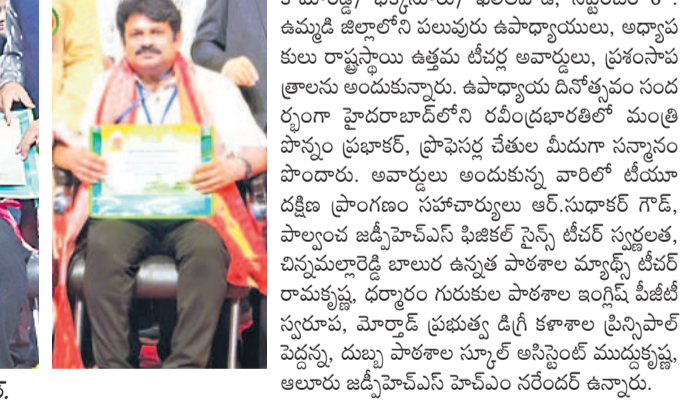 ఉమ్మడి జిల్లాలోని పలువురు ఉపాధ్యాయులు, అధ్యాప
కులు రాష్ట్రస్థాయి ఉత్తమ టీచర్ల అవార్డులు, ప్రశంసాప
త్రాలను అందుకున్నారు. ఉపాధ్యాయ దినోత్సవం సంద
ర్భంగా హైదరాబాద్‌లోని రవీంద్రభారతిలో మంత్రి
పొన్నం ప్రభాకర్, ప్రొఫెసర్ల చేతుల మీదుగా సన్మానం
పొందారు. అవార్డులు అందుకున్న వారిలో టీయూ
దక్షిణ ప్రాంగణం సహాచార్యులు ఆర్.సుధాకర్ గౌడ్,
పాల్వంచ జడ్పీహెచ్ఎస్ ఫిజికల్ సైన్స్ టీచర్ స్వర్ణలత,
చిన్నమల్లారెడ్డి బాలుర ఉన్నత పాఠశాల మ్యాథ్స్ టీచర్
రామకృష్ణ, ధర్మారం గురుకుల పాఠశాల ఇంగ్లిష్ పీజీటీ
స్వరూప, మోర్తాడ్ ప్రభుత్వ డిగ్రీ కళాశాల ప్రిన్సిపాల్
పెద్దన్న, దుబ్బ పాఠశాల స్కూల్ అసిస్టెంట్ ముద్దుకృష్ణ,
ఆలూరు జడ్పీహెచ్ఎస్ హెచ్ఎం నరేందర్ ఉన్నారు.